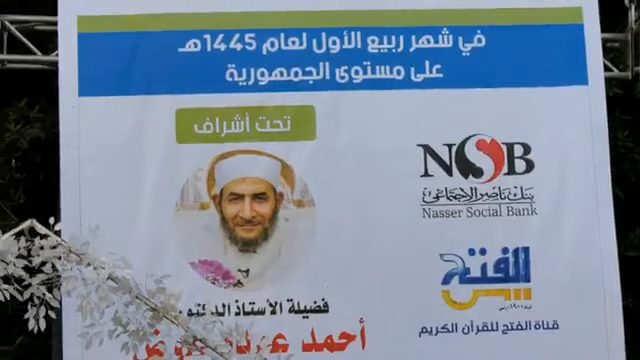 في شهر ربيع الأول لعام 1445هـ
على مستوى الجمهورية
تحت أشراف
NSB
بنك ناصر الاجتماعي
Nasser Social Bank
الفتح
قناة الفتح للقرآن الكريم
فضيلة الأستاذ الدكتور
أحمد